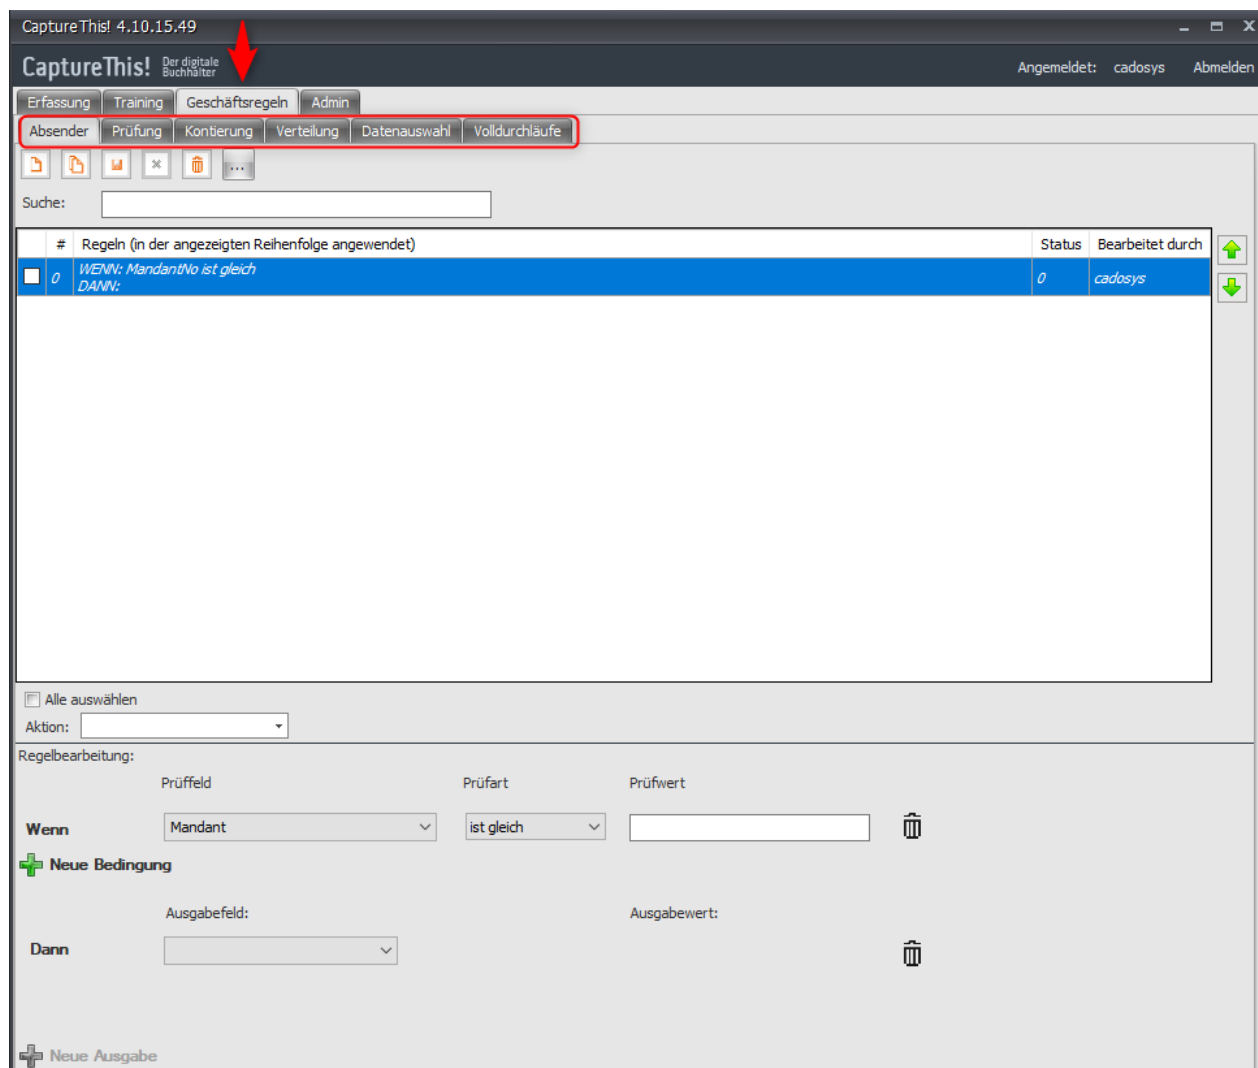 CaptureThis! 4.10.15.49
CaptureThis! Der digitale Buchhalter
Angemeldet: cadosys Abmelden
Erfassung Training Geschäftsregeln Admin
Absender Prüfung Kontierung Verteilung Datenauswahl Volldurchläufe
...
Suche:
# Regeln (in der angezeigten Reihenfolge angewendet) Status Bearbeitet durch
0 WENN: MandantNo ist gleich 0 cadosys
DANN:
Alle auswählen
Aktion:
Regelbearbeitung:
Prüffeld Prüfart Prüfwert
Wenn Mandant ist gleich
Neue Bedingung
Ausgabefeld: Ausgabewert:
Dann
Neue Ausgabe